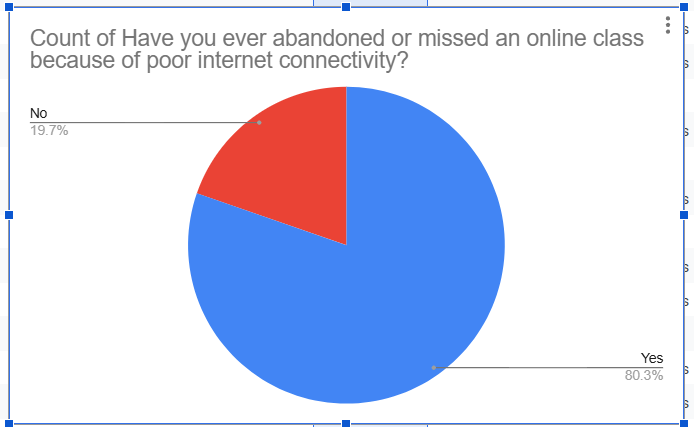 Count of Have you ever abandoned or missed an online class
because of poor internet connectivity?
No
19.7%
Yes
80.3%